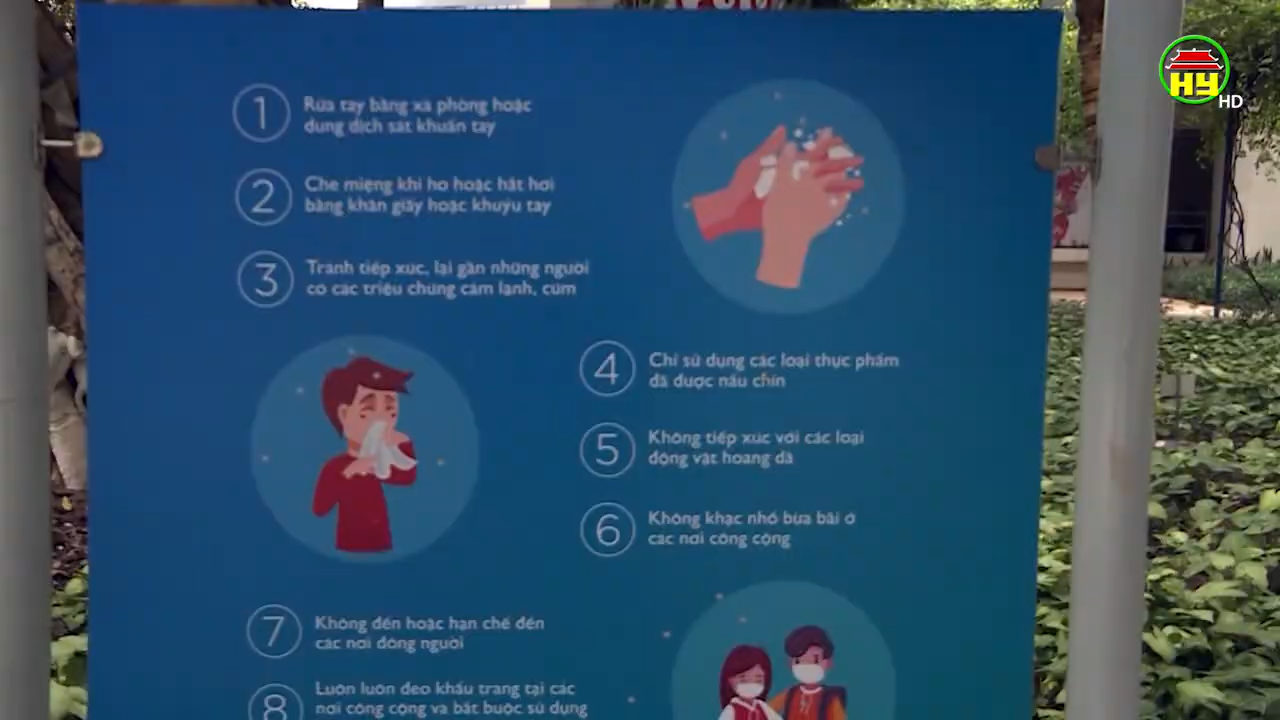 HY
HD
1 Rửa tay bằng xà phòng hoặc
dung dịch sát khuẩn tay
2 Che miệng khi ho hoặc hắt hơi
bằng khăn giấy hoặc khuỷu tay
3 Tránh tiếp xúc, lại gần những người
có các triệu chứng cảm lạnh, cúm
4 Chỉ sử dụng các loại thực phẩm
đã được nấu chín
5 Không tiếp xúc với các loại
động vật hoang dã
6 Không khạc nhổ bừa bãi ở
các nơi công cộng
7 Không đến hoặc hạn chế đến
các nơi đông người
8 Luôn luôn đeo khẩu trang tại các
nơi công cộng và bắt buộc sử dụng